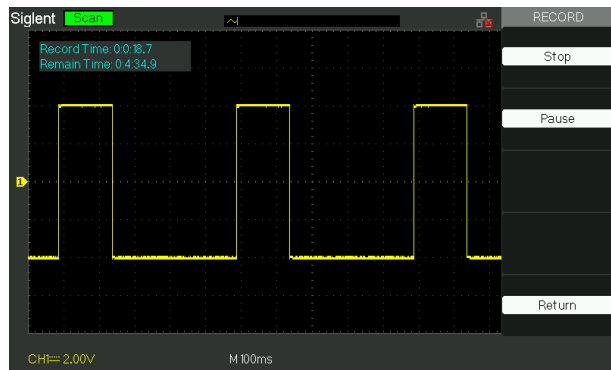 Siglent Scan RECORD
Record Time: 0:0:18.7
Remain Time: 0:4:34.9
Stop
Pause
1
Return
CH1 2.00V M 100ms